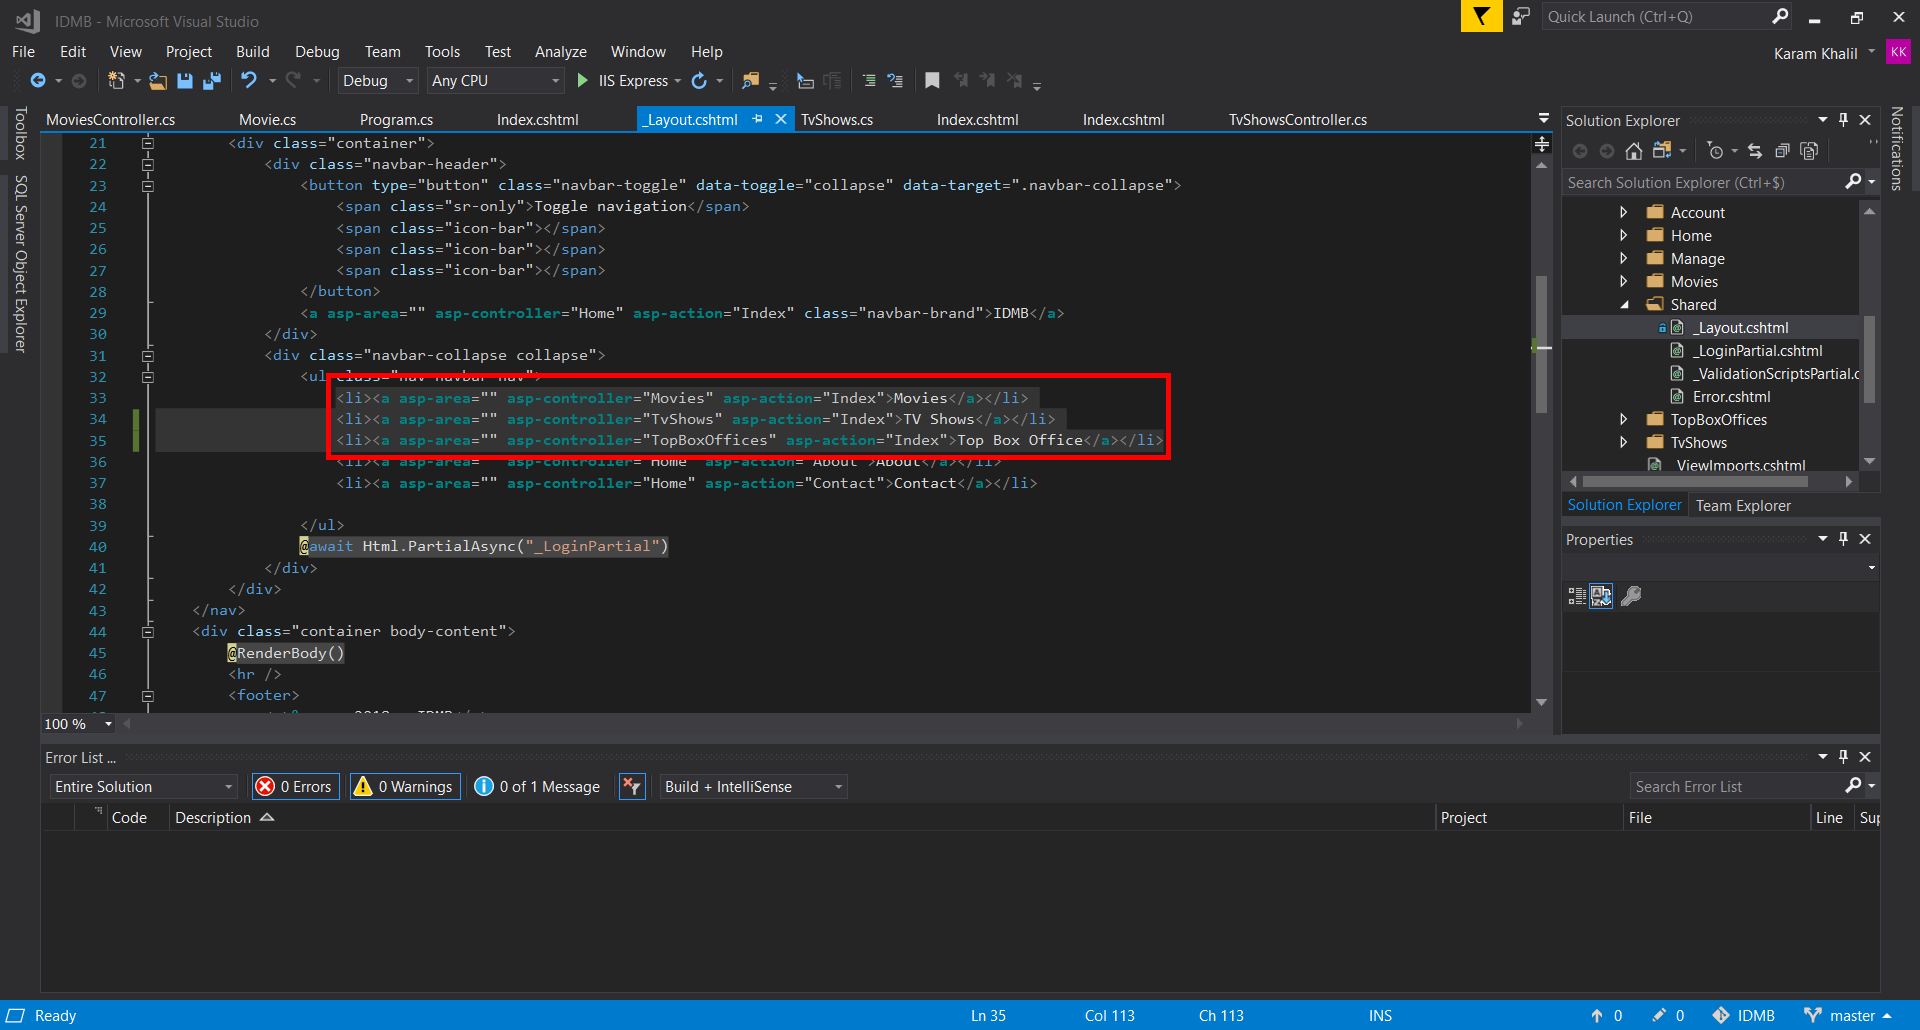 IDMB - Microsoft Visual Studio
Quick Launch (Ctrl+Q)
File Edit View Project Build Debug Team Tools Test Analyze Window Help
Karam Khalil KK
Debug Any CPU IIS Express
Toolbox
SQL Server Object Explorer
MoviesController.cs Movie.cs Program.cs Index.cshtml _Layout.cshtml TvShows.cs Index.cshtml Index.cshtml TvShowsController.cs
21 <div class="container">
22 <div class="navbar-header">
23 <button type="button" class="navbar-toggle" data-toggle="collapse" data-target=".navbar-collapse">
24 <span class="sr-only">Toggle navigation</span>
25 <span class="icon-bar"></span>
26 <span class="icon-bar"></span>
27 <span class="icon-bar"></span>
28 </button>
29 <a asp-area="" asp-controller="Home" asp-action="Index" class="navbar-brand">IDMB</a>
30 </div>
31 <div class="navbar-collapse collapse">
32 <ul class="nav navbar-nav">
33 <li><a asp-area="" asp-controller="Movies" asp-action="Index">Movies</a></li>
34 <li><a asp-area="" asp-controller="TvShows" asp-action="Index">TV Shows</a></li>
35 <li><a asp-area="" asp-controller="TopBoxOffices" asp-action="Index">Top Box Office</a></li>
36 <li><a asp-area="" asp-controller="Home" asp-action="About">About</a></li>
37 <li><a asp-area="" asp-controller="Home" asp-action="Contact">Contact</a></li>
38
39 </ul>
40 @await Html.PartialAsync("_LoginPartial")
41 </div>
42 </div>
43 </nav>
44 <div class="container body-content">
45 @RenderBody()
46 <hr />
47 <footer>
100 %
Solution Explorer
Search Solution Explorer (Ctrl+$)
Account
Home
Manage
Movies
Shared
_Layout.cshtml
_LoginPartial.cshtml
_ValidationScriptsPartial.c
Error.cshtml
TopBoxOffices
TvShows
_ViewImports.cshtml
Solution Explorer Team Explorer
Properties
Notifications
Error List ...
Entire Solution 0 Errors 0 Warnings 0 of 1 Message Build + IntelliSense Search Error List
Code Description Project File Line Sup
Ready Ln 35 Col 113 Ch 113 INS 0 0 IDMB master